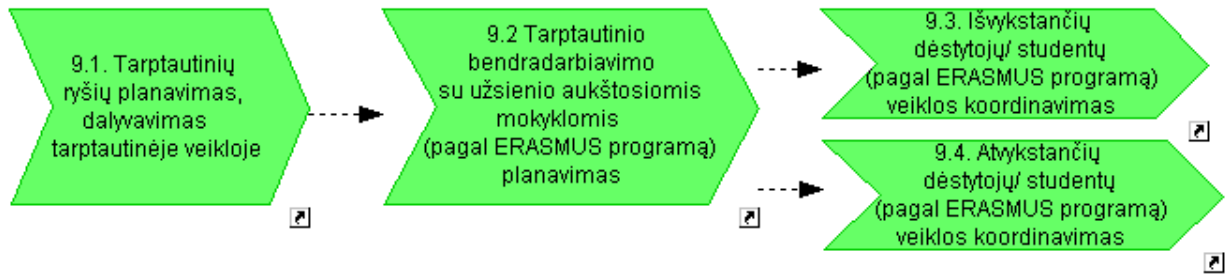 9.1. Tarptautinių
ryšių planavimas,
dalyvavimas
tarptautinėje veikloje
9.2 Tarptautinio
bendradarbiavimo
su užsienio aukštosiomis
mokyklomis
(pagal ERASMUS programą)
planavimas
9.3. Išvykstančių
dėstytojų/ studentų
(pagal ERASMUS programą)
veiklos koordinavimas
9.4. Atvykstančių
dėstytojų/ studentų
(pagal ERASMUS programą)
veiklos koordinavimas